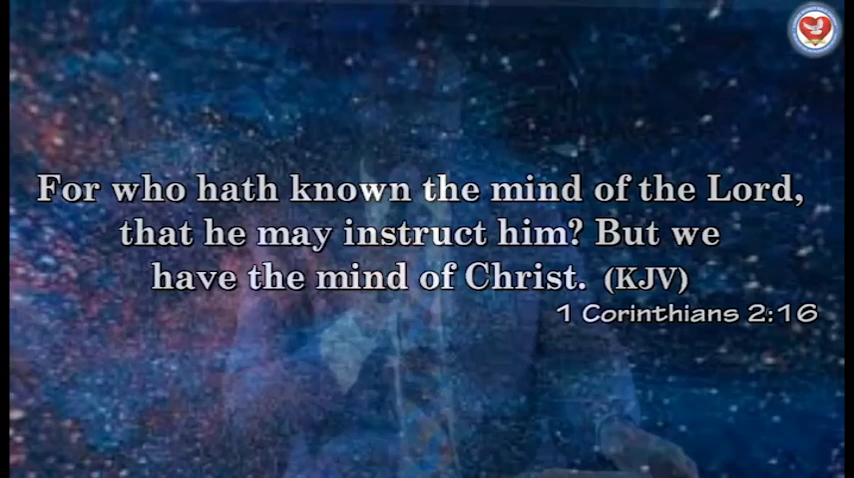 For who hath known the mind of the Lord,
that he may instruct him? But we
have the mind of Christ. (KJV)
1 Corinthians 2:16